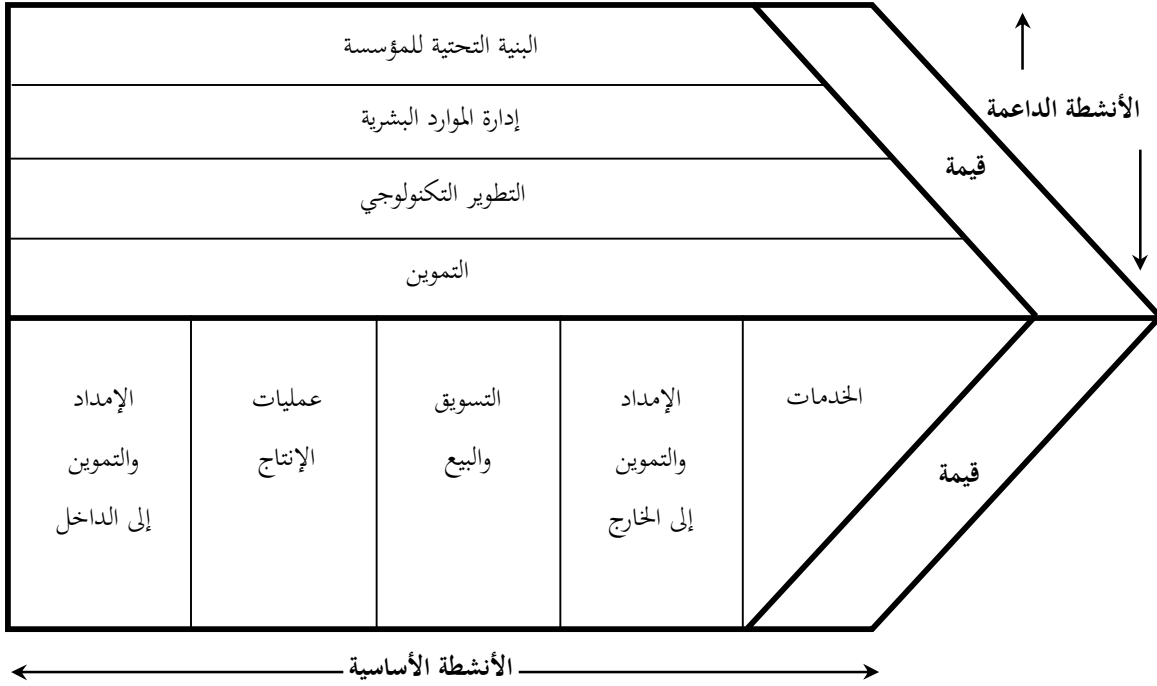 البنية التحتية للمؤسسة
الأنشطة الداعمة
إدارة الموارد البشرية
قيمة
التطوير التكنولوجي
التموين
الإمداد
والتموين
إلى الداخل
عمليات
الإنتاج
التسويق
والبيع
الإمداد
والتموين
إلى الخارج
الخدمات
قيمة
الأنشطة الأساسية